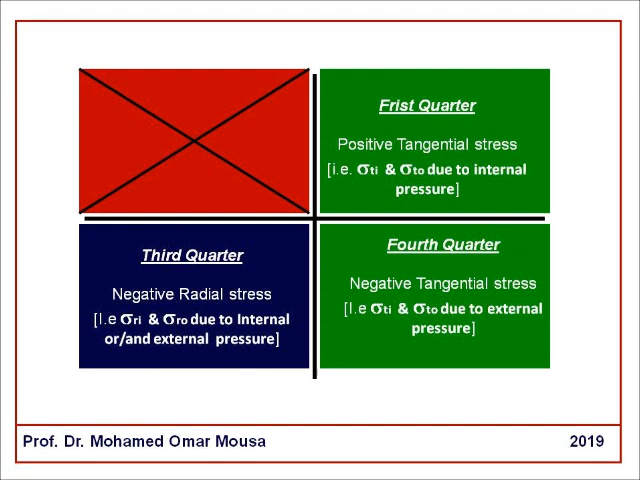 Frist Quarter
Positive Tangential stress
[i.e. σti & σto due to internal
pressure]
Third Quarter
Negative Radial stress
[I.e σri & σro due to Internal
or/and external pressure]
Fourth Quarter
Negative Tangential stress
[I.e σti & σto due to external
pressure]
Prof. Dr. Mohamed Omar Mousa
2019